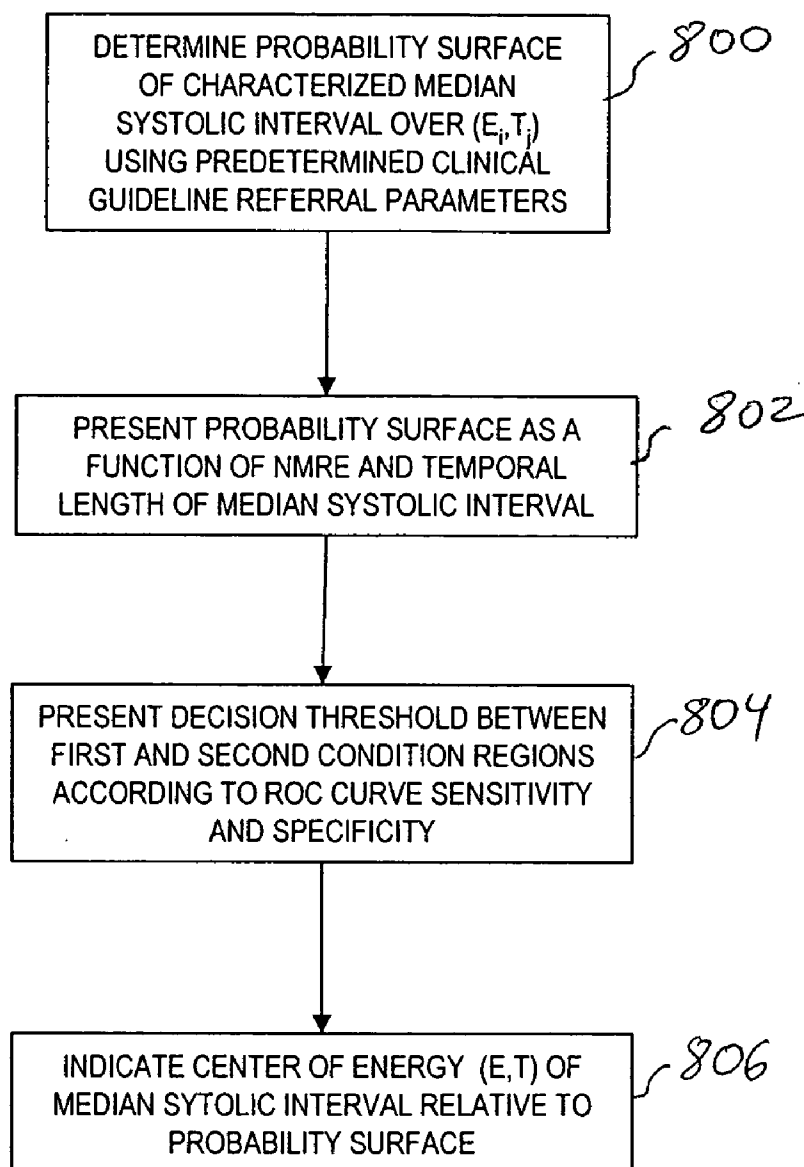 DETERMINE PROBABILITY SURFACE
OF CHARACTERIZED MEDIAN
SYSTOLIC INTERVAL OVER (Ei,Tj)
USING PREDETERMINED CLINICAL
GUIDELINE REFERRAL PARAMETERS
800
PRESENT PROBABILITY SURFACE AS A
FUNCTION OF NMRE AND TEMPORAL
LENGTH OF MEDIAN SYSTOLIC INTERVAL
802
PRESENT DECISION THRESHOLD BETWEEN
FIRST AND SECOND CONDITION REGIONS
ACCORDING TO ROC CURVE SENSITIVITY
AND SPECIFICITY
804
INDICATE CENTER OF ENERGY (E,T) OF
MEDIAN SYTOLIC INTERVAL RELATIVE TO
PROBABILITY SURFACE
806